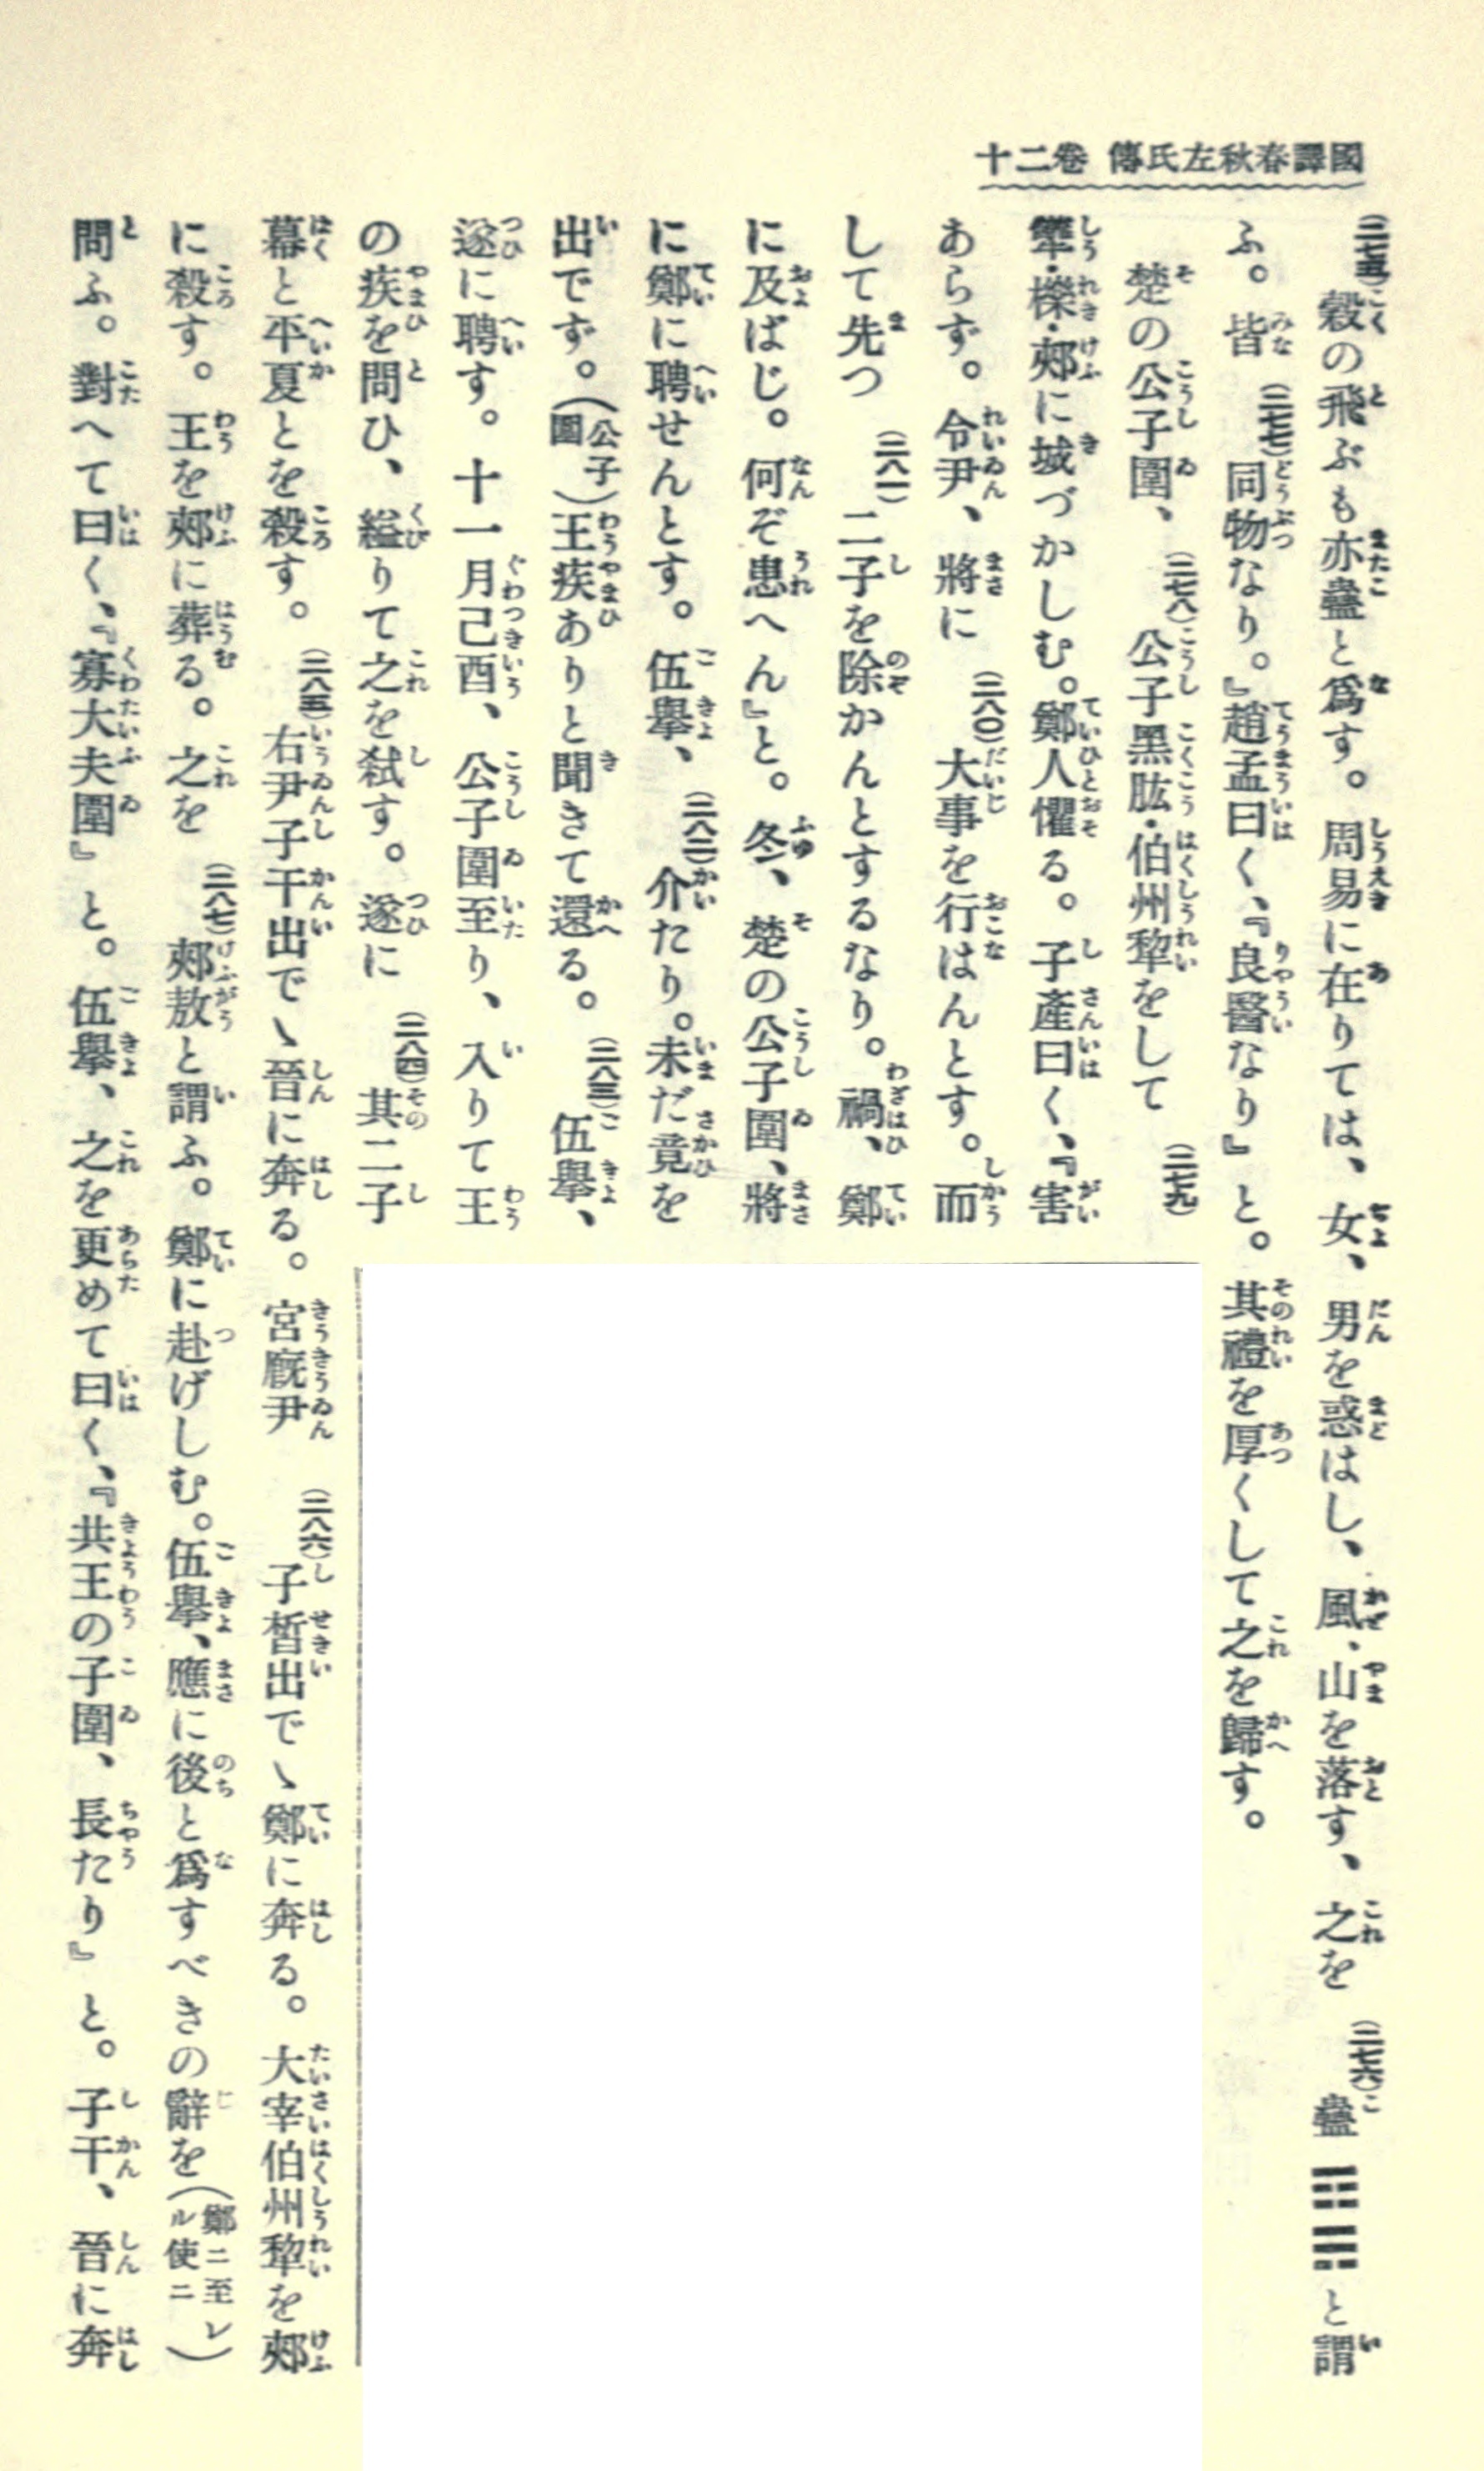 國譯春秋左氏傳 卷二十
(二七五)穀の飛ぶも亦蠱と爲す。周易に在りては、女、男を惑はし、風、山を落す、之を(二七六)蠱☶☴と謂
ふ。皆(二七七)同物なり。』趙孟曰く、『良醫なり』と。其禮を厚くして之を歸す。
楚の公子圍、(二七八)公子黑肱・伯州犂をして(二七九)
犫・櫟・郟に城づかしむ。鄭人懼る。子產曰く、『害
あらず。令尹、將に(二八〇)大事を行はんとす。而
して先つ(二八一)二子を除かんとするなり。禍、鄭
に及ばじ。何ぞ患へん』と。冬、楚の公子圍、將
に鄭に聘せんとす。伍舉、(二八二)介たり。未だ竟を
出でず。(公子圍)王疾ありと聞きて還る。(二八三)伍舉、
遂に聘す。十一月己酉、公子圍至り、入りて王
の疾を問ひ、縊りて之を弑す。遂に(二八四)其二子
幕と平夏とを殺す。(二八五)右尹子干出でゝ晉に奔る。宮廐尹(二八六)子晳出でゝ鄭に奔る。大宰伯州犂を郟
に殺す。王を郟に葬る。之を(二八七)郟敖と謂ふ。鄭に赴げしむ。伍舉、應に後と爲すべきの辭を(鄭ニ至レル使ニ)
問ふ。對へて曰く、『寡大夫圍』と。伍舉、之を更めて曰く、『共王の子圍、長たり』と。子干、晉に奔